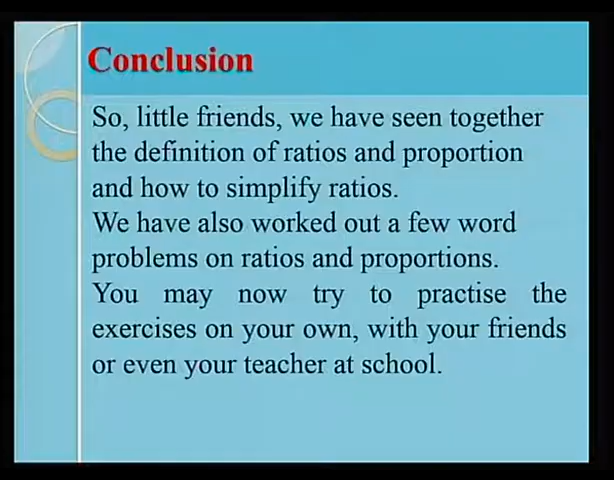 Conclusion
So, little friends, we have seen together
the definition of ratios and proportion
and how to simplify ratios.
We have also worked out a few word
problems on ratios and proportions.
You may now try to practise the
exercises on your own, with your friends
or even your teacher at school.